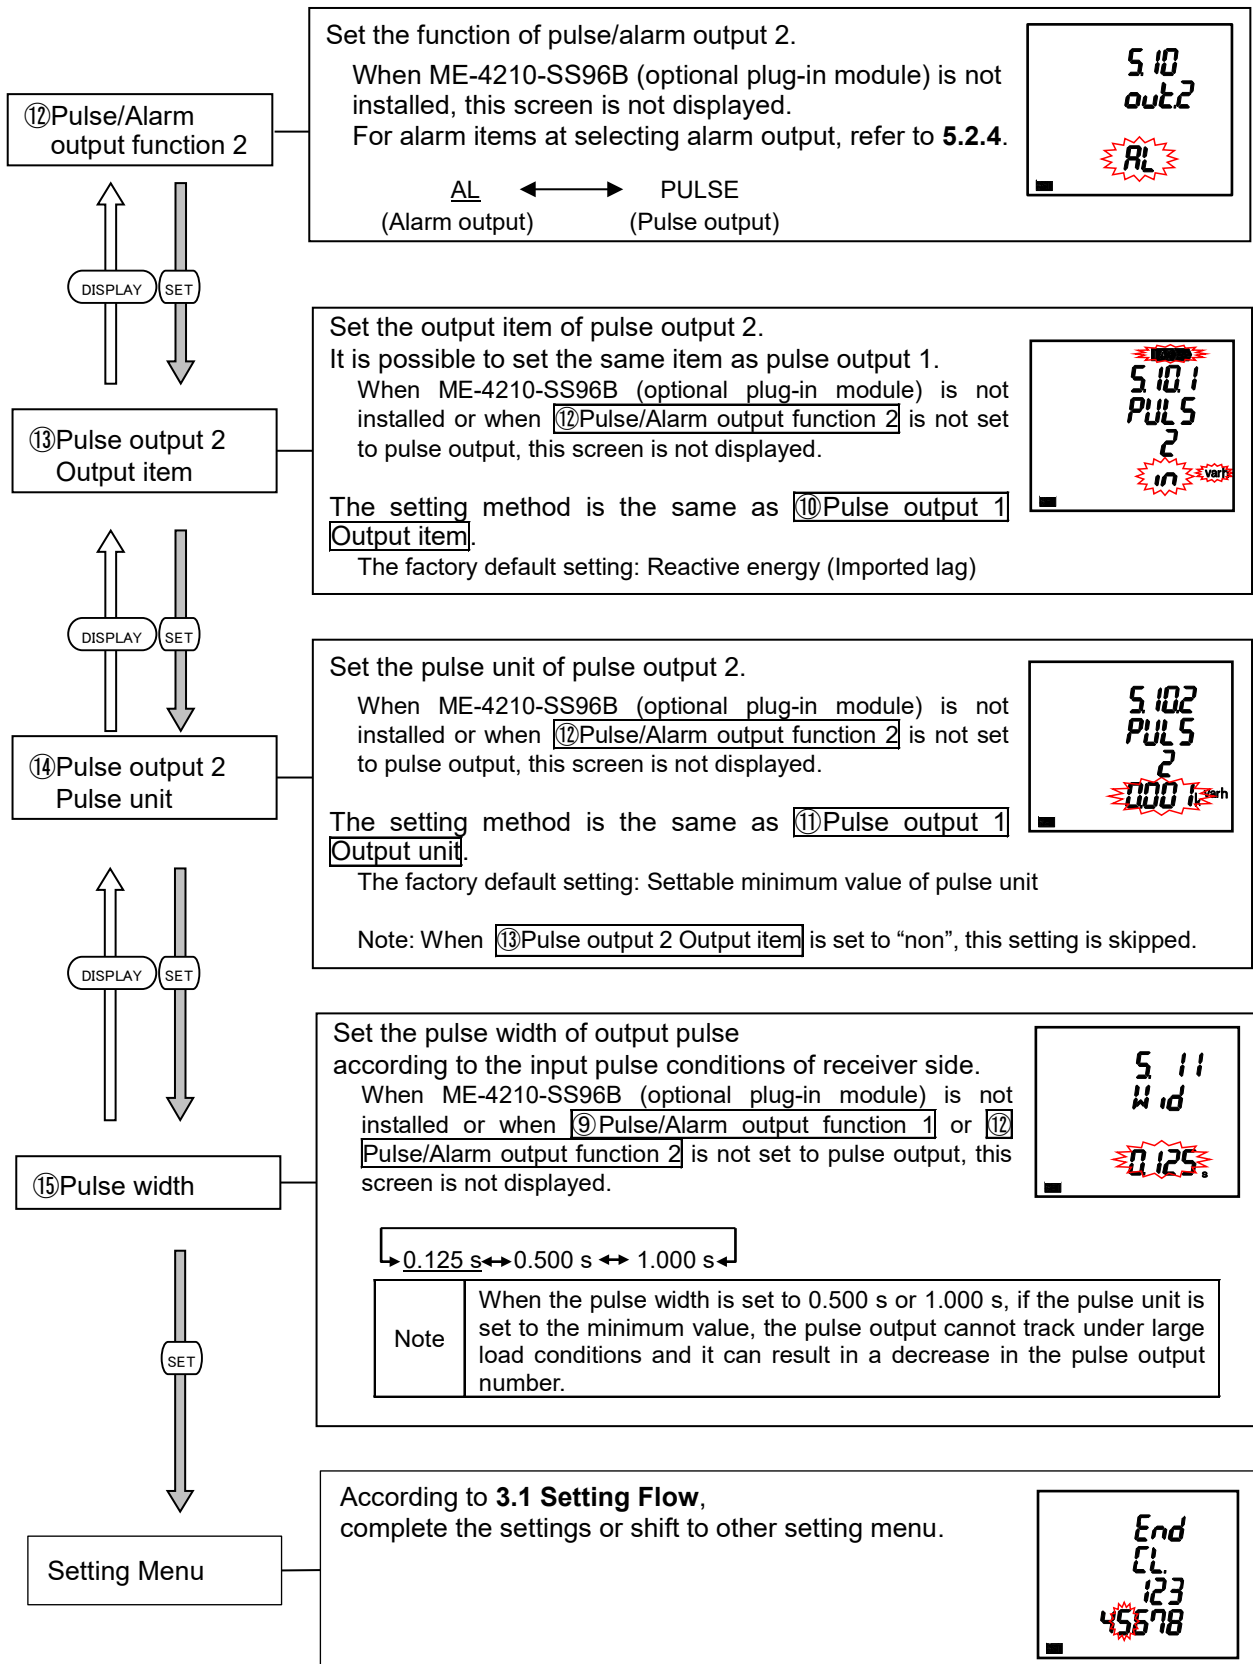 ⑫Pulse/Alarm
output function 2
Set the function of pulse/alarm output 2.
When ME-4210-SS96B (optional plug-in module) is not
installed, this screen is not displayed.
For alarm items at selecting alarm output, refer to 5.2.4.
AL PULSE
(Alarm output) (Pulse output)
5.10
out.2
AL
DISPLAY SET
⑬Pulse output 2
Output item
Set the output item of pulse output 2.
It is possible to set the same item as pulse output 1.
When ME-4210-SS96B (optional plug-in module) is not
installed or when ⑫Pulse/Alarm output function 2 is not set
to pulse output, this screen is not displayed.
The setting method is the same as ⑩Pulse output 1
Output item.
The factory default setting: Reactive energy (Imported lag)
5.10.1
PULS
2
in varh
DISPLAY SET
⑭Pulse output 2
Pulse unit
Set the pulse unit of pulse output 2.
When ME-4210-SS96B (optional plug-in module) is not
installed or when ⑫Pulse/Alarm output function 2 is not set
to pulse output, this screen is not displayed.
The setting method is the same as ⑪Pulse output 1
Output unit.
The factory default setting: Settable minimum value of pulse unit
Note: When ⑬Pulse output 2 Output item is set to “non”, this setting is skipped.
5.10.2
PULS
2
0.001 k varh
DISPLAY SET
⑮Pulse width
Set the pulse width of output pulse
according to the input pulse conditions of receiver side.
When ME-4210-SS96B (optional plug-in module) is not
installed or when ⑨Pulse/Alarm output function 1 or ⑫
Pulse/Alarm output function 2 is not set to pulse output, this
screen is not displayed.
0.125 s 0.500 s 1.000 s
Note
When the pulse width is set to 0.500 s or 1.000 s, if the pulse unit is
set to the minimum value, the pulse output cannot track under large
load conditions and it can result in a decrease in the pulse output
number.
5. 11
Wid
0.125 s
SET
Setting Menu
According to 3.1 Setting Flow,
complete the settings or shift to other setting menu.
End
CL.
123
45678